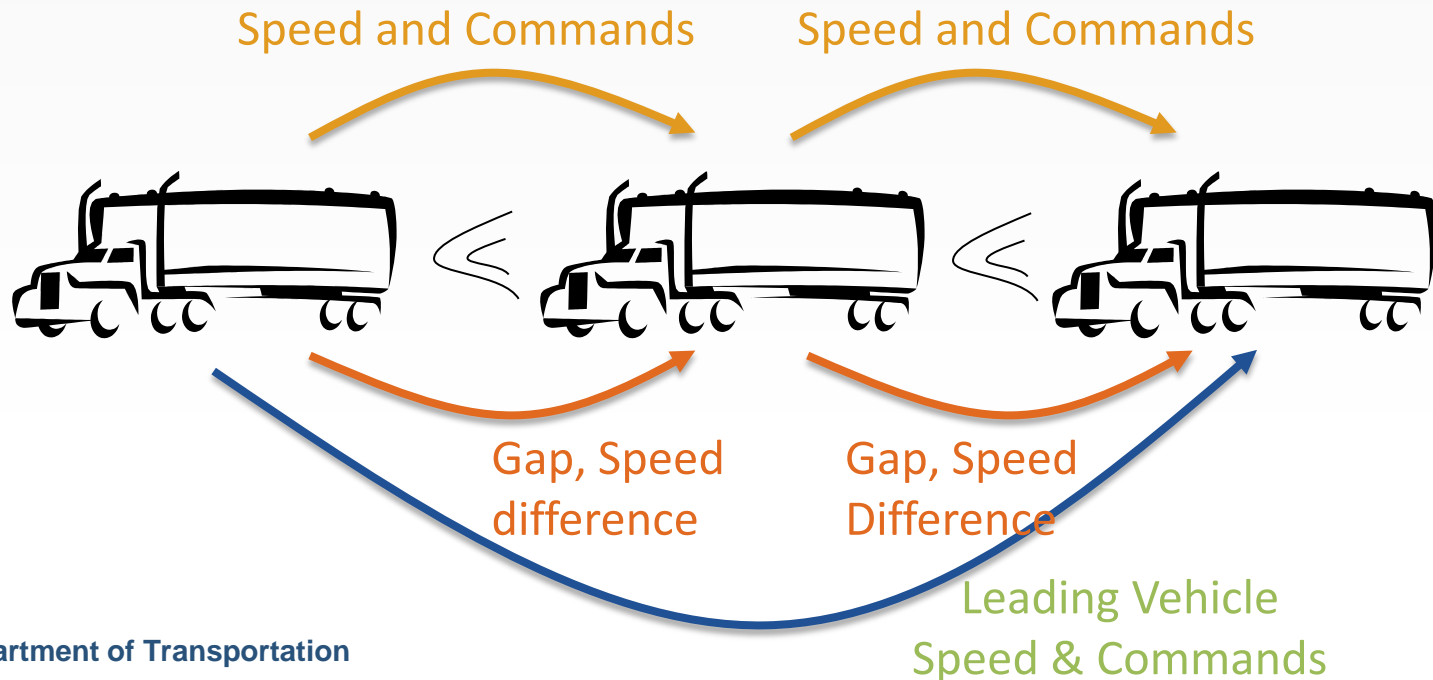 Speed and Commands
Speed and Commands
Gap, Speed
difference
Gap, Speed
Difference
Leading Vehicle
Speed & Commands
artment of Transportation